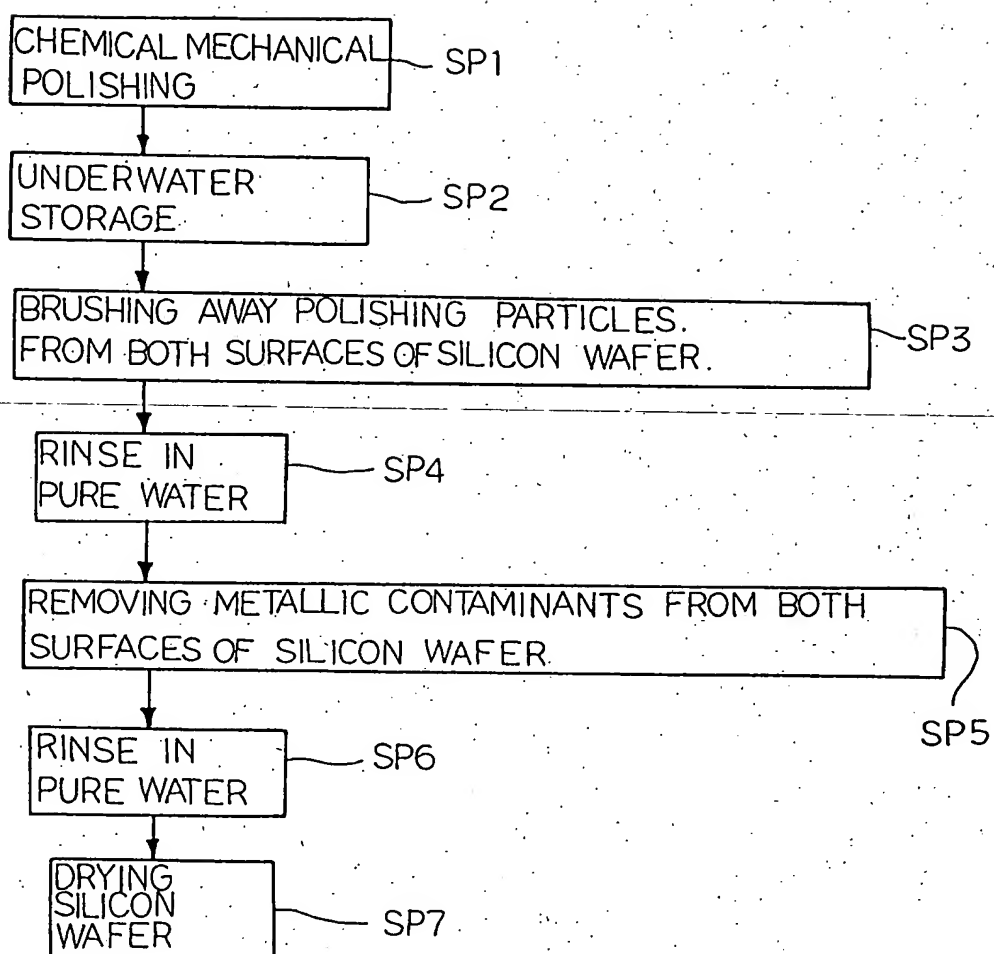 CHEMICAL MECHANICAL
POLISHING
SP1
UNDERWATER
STORAGE
SP2
BRUSHING AWAY POLISHING PARTICLES.
FROM BOTH SURFACES OF SILICON WAFER.
SP3
RINSE IN
PURE WATER
SP4
REMOVING METALLIC CONTAMINANTS FROM BOTH
SURFACES OF SILICON WAFER
SP5
RINSE IN
PURE WATER
SP6
DRYING
SILICON
WAFER
SP7